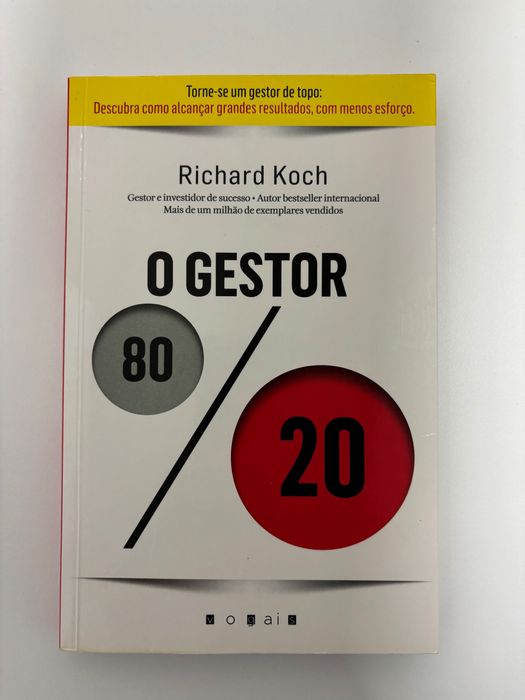 Torne-se um gestor de topo:
Descubra como alcançar grandes resultados, com menos esforço.
Richard Koch
Gestor e investidor de sucesso • Autor bestseller internacional
Mais de um milhão de exemplares vendidos
O GESTOR
80
/
20
vogais